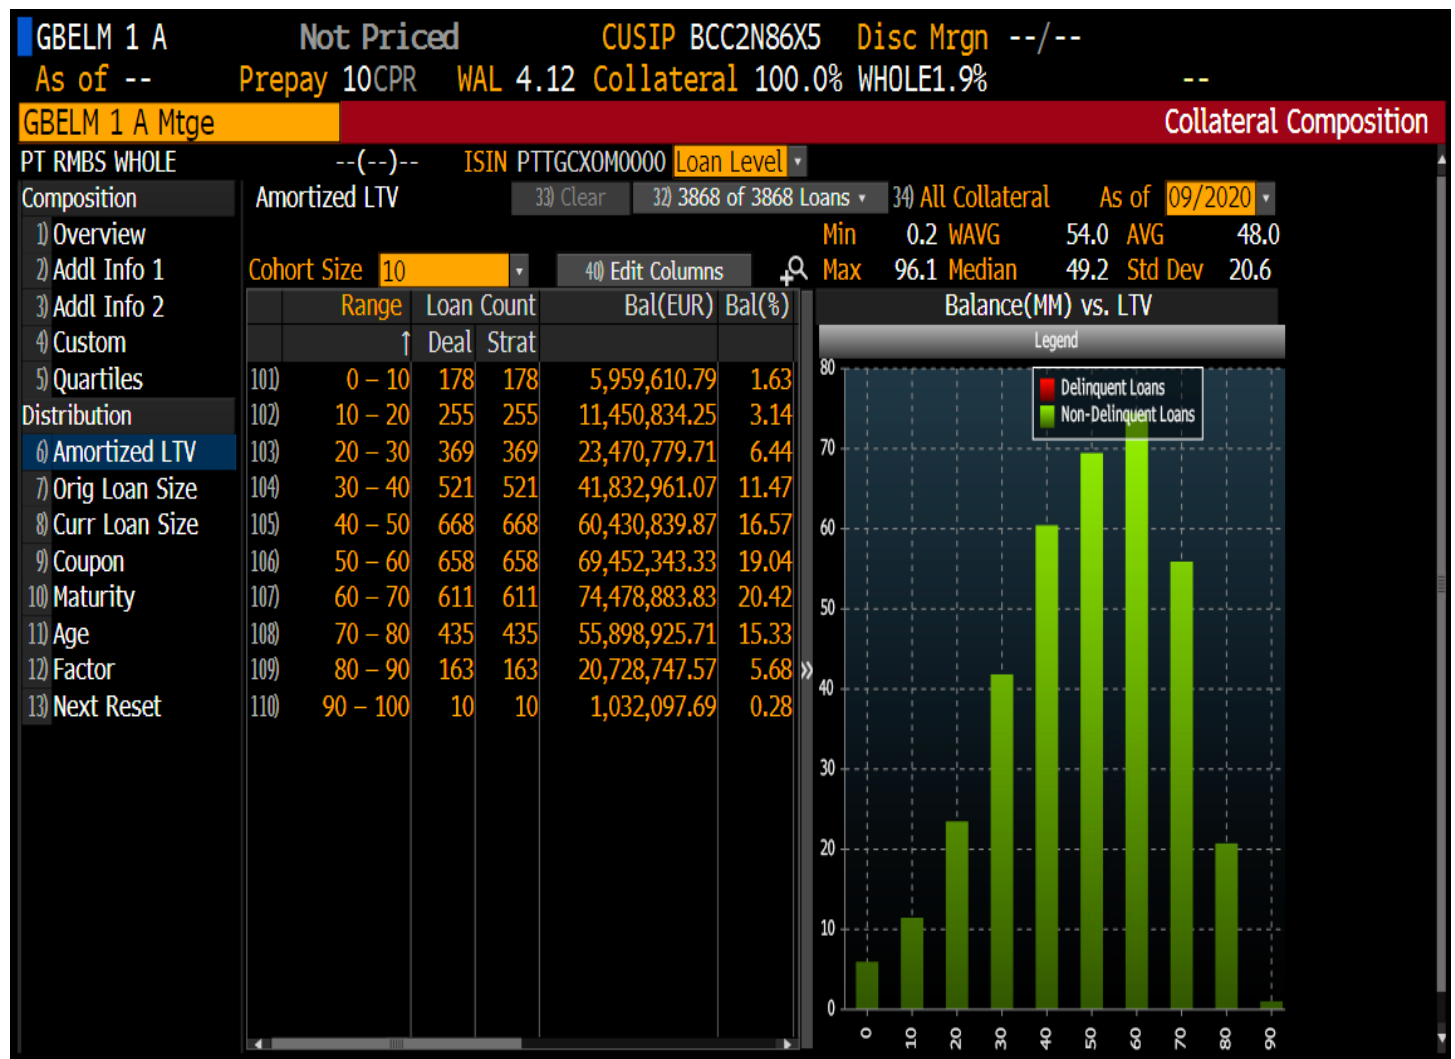 GBELM 1 A Not Priced CUSIP BCC2N86X5 Disc Mrgn --/--
As of -- Prepay 10CPR WAL 4.12 Collateral 100.0% WHOLE1.9% --
GBELM 1 A Mtge Collateral Composition
PT RMBS WHOLE --(--)-- ISIN PTTGCXOM0000 Loan Level
Composition Amortized LTV 33) Clear 32) 3868 of 3868 Loans 34) All Collateral As of 09/2020
1) Overview Min 0.2 WAVG 54.0 AVG 48.0
2) Addl Info 1 Cohort Size 10 40) Edit Columns Max 96.1 Median 49.2 Std Dev 20.6
3) Addl Info 2 Range Loan Count Bal(EUR) Bal(%) Balance(MM) vs. LTV
4) Custom ↑ Deal Strat Legend
5) Quartiles 101) 0 – 10 178 178 5,959,610.79 1.63
Distribution 102) 10 – 20 255 255 11,450,834.25 3.14
6) Amortized LTV 103) 20 – 30 369 369 23,470,779.71 6.44
7) Orig Loan Size 104) 30 – 40 521 521 41,832,961.07 11.47
8) Curr Loan Size 105) 40 – 50 668 668 60,430,839.87 16.57
9) Coupon 106) 50 – 60 658 658 69,452,343.33 19.04
10) Maturity 107) 60 – 70 611 611 74,478,883.83 20.42
11) Age 108) 70 – 80 435 435 55,898,925.71 15.33
12) Factor 109) 80 – 90 163 163 20,728,747.57 5.68 »
13) Next Reset 110) 90 – 100 10 10 1,032,097.69 0.28
Delinquent Loans
Non-Delinquent Loans
80
70
60
50
40
30
20
10
0
0 10 20 30 40 50 60 70 80 90